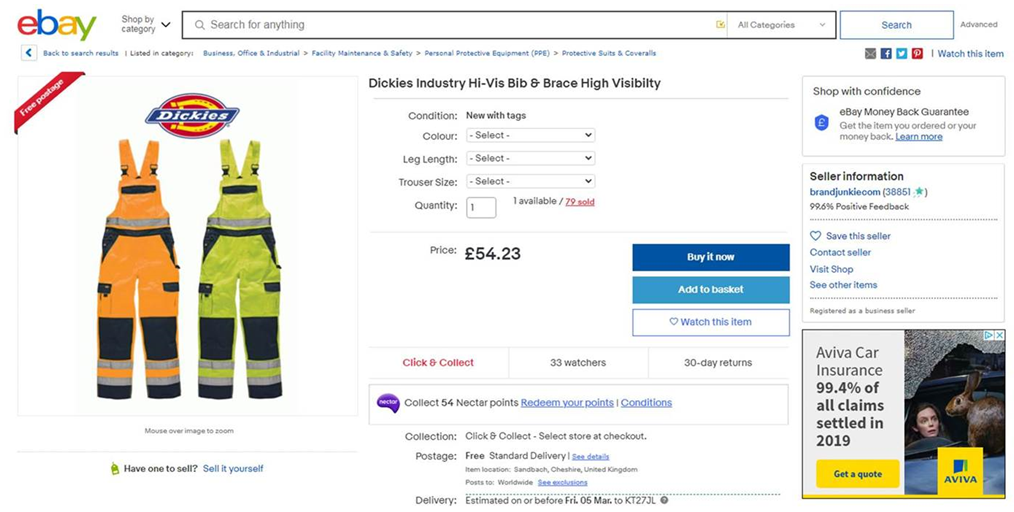 ebay
Shop by
category
Search for anything
All Categories
Search
Advanced
Back to search results | Listed in category: Business, Office & Industrial > Facility Maintenance & Safety > Personal Protective Equipment (PPE) > Protective Suits & Coveralls
| Watch this item
Free postage
Dickies
Mouse over image to zoom
Have one to sell? Sell it yourself
Dickies Industry Hi-Vis Bib & Brace High Visibilty
Condition: New with tags
Colour: - Select -
Leg Length: - Select -
Trouser Size: - Select -
Quantity: 1 1 available / 79 sold
Price: £54.23
Buy it now
Add to basket
Watch this item
Click & Collect
33 watchers
30-day returns
nectar
Collect 54 Nectar points Redeem your points | Conditions
Collection: Click & Collect - Select store at checkout.
Postage: Free Standard Delivery | See details
Item location: Sandbach, Cheshire, United Kingdom
Posts to: Worldwide See exclusions
Delivery: Estimated on or before Fri. 05 Mar. to KT27JL
Shop with confidence
eBay Money Back Guarantee
Get the item you ordered or your
money back. Learn more
Seller information
brandjunkiecom (38851)
99.6% Positive Feedback
Save this seller
Contact seller
Visit Shop
See other items
Registered as a business seller
Aviva Car
Insurance
99.4% of
all claims
settled in
2019
Get a quote
AVIVA